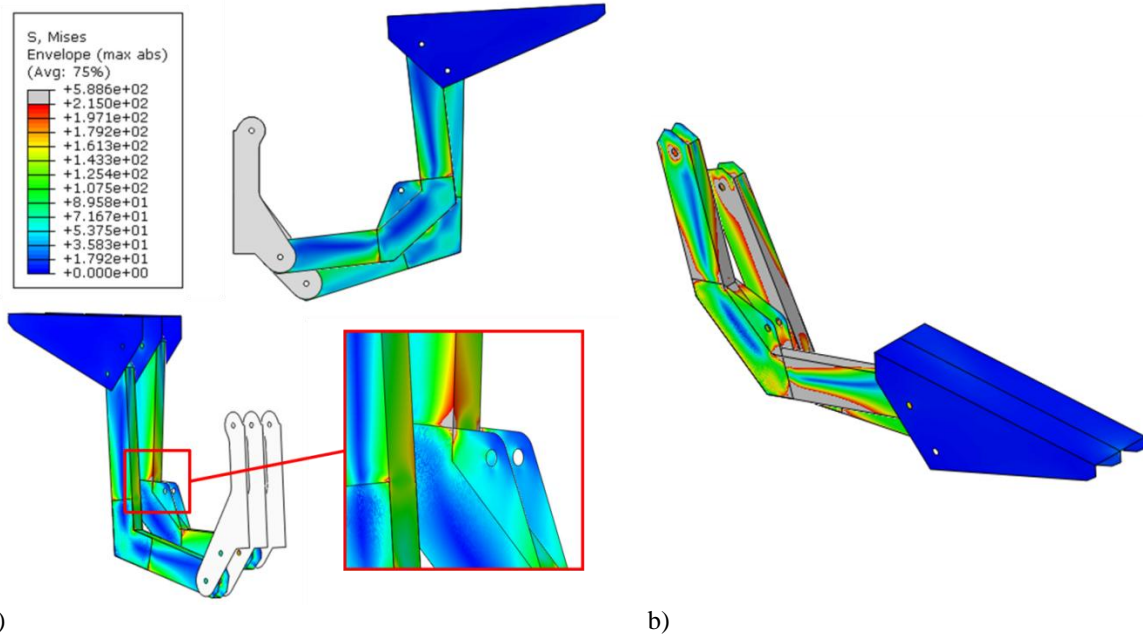 S, Mises
Envelope (max abs)
(Avg: 75%)
+5.886e+02
+2.150e+02
+1.971e+02
+1.792e+02
+1.613e+02
+1.433e+02
+1.254e+02
+1.075e+02
+8.958e+01
+7.167e+01
+5.375e+01
+3.583e+01
+1.792e+01
+0.000e+00
)
b)